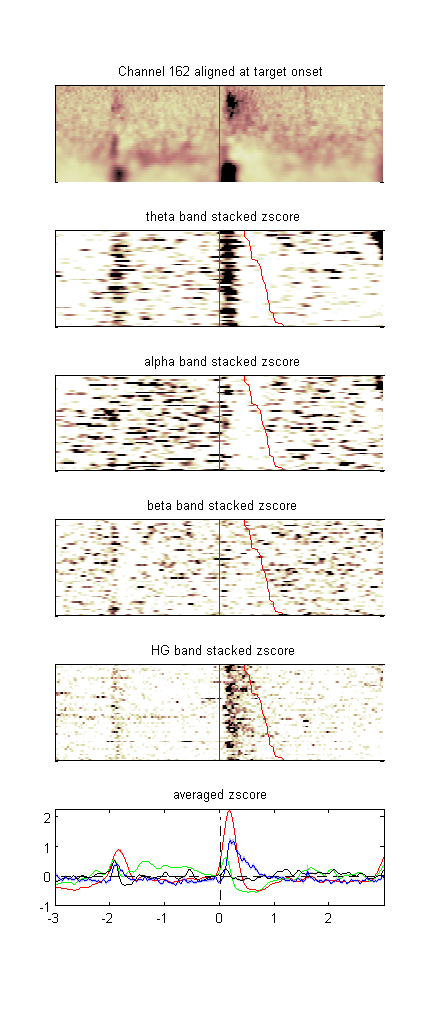 Channel 162 aligned at target onset
theta band stacked zscore
alpha band stacked zscore
beta band stacked zscore
HG band stacked zscore
averaged zscore
2
1
0
-1
-3 -2 -1 0 1 2